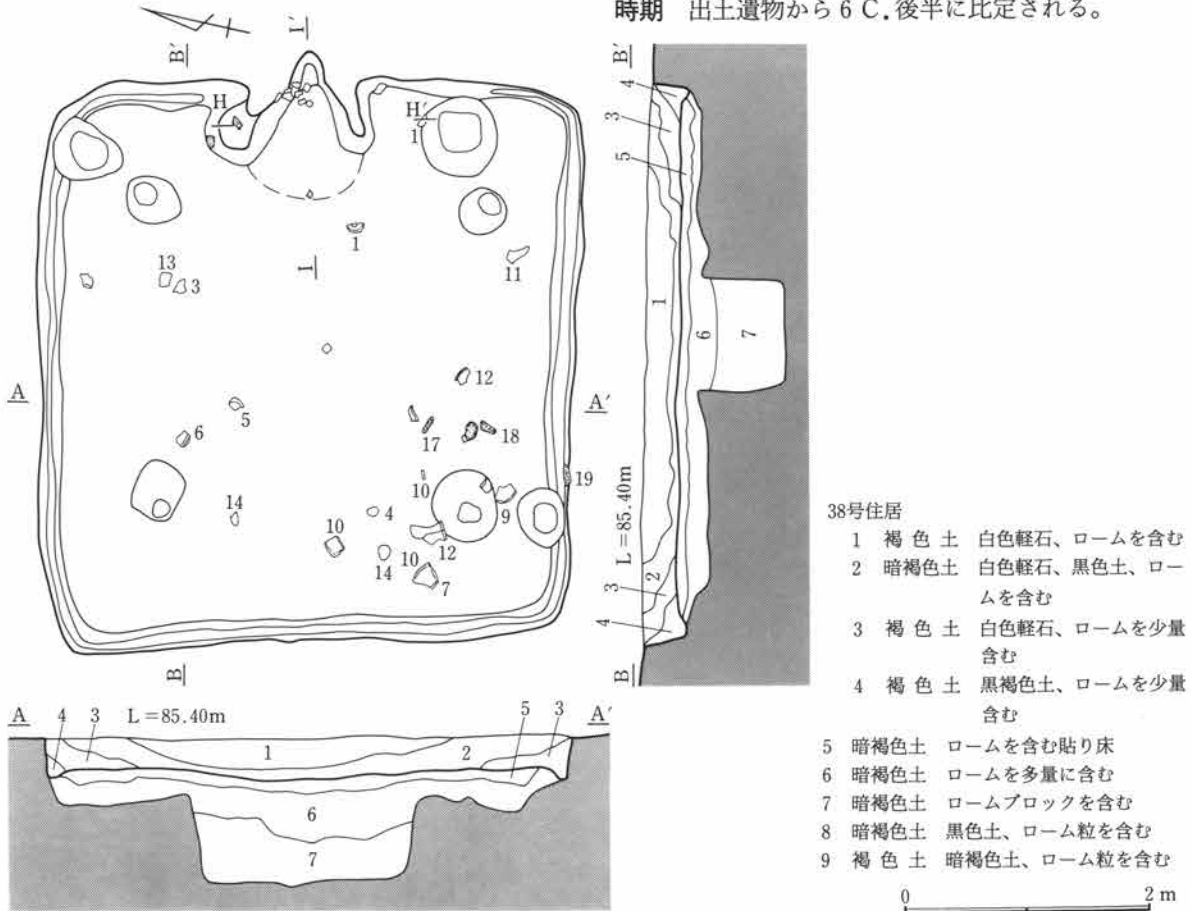 時期　出土遺物から6C.後半に比定される。
I'
B'
H
H'
1
1
I
11
13
3
12
A
A'
5
6
17
18
19
10
9
14
4
10
12
14
10
7
B
B'
4
3
5
1
6
7
L=85.40m
2
3
4
B
A
4
3
L=85.40m
5
3
A'
1
2
6
7
38号住居
1　褐色土　白色軽石、ロームを含む
2　暗褐色土　白色軽石、黒色土、ロー
ムを含む
3　褐色土　白色軽石、ロームを少量
含む
4　褐色土　黒褐色土、ロームを少量
含む
5　暗褐色土　ロームを含む貼り床
6　暗褐色土　ロームを多量に含む
7　暗褐色土　ロームブロックを含む
8　暗褐色土　黒色土、ローム粒を含む
9　褐色土　暗褐色土、ローム粒を含む
0
2 m